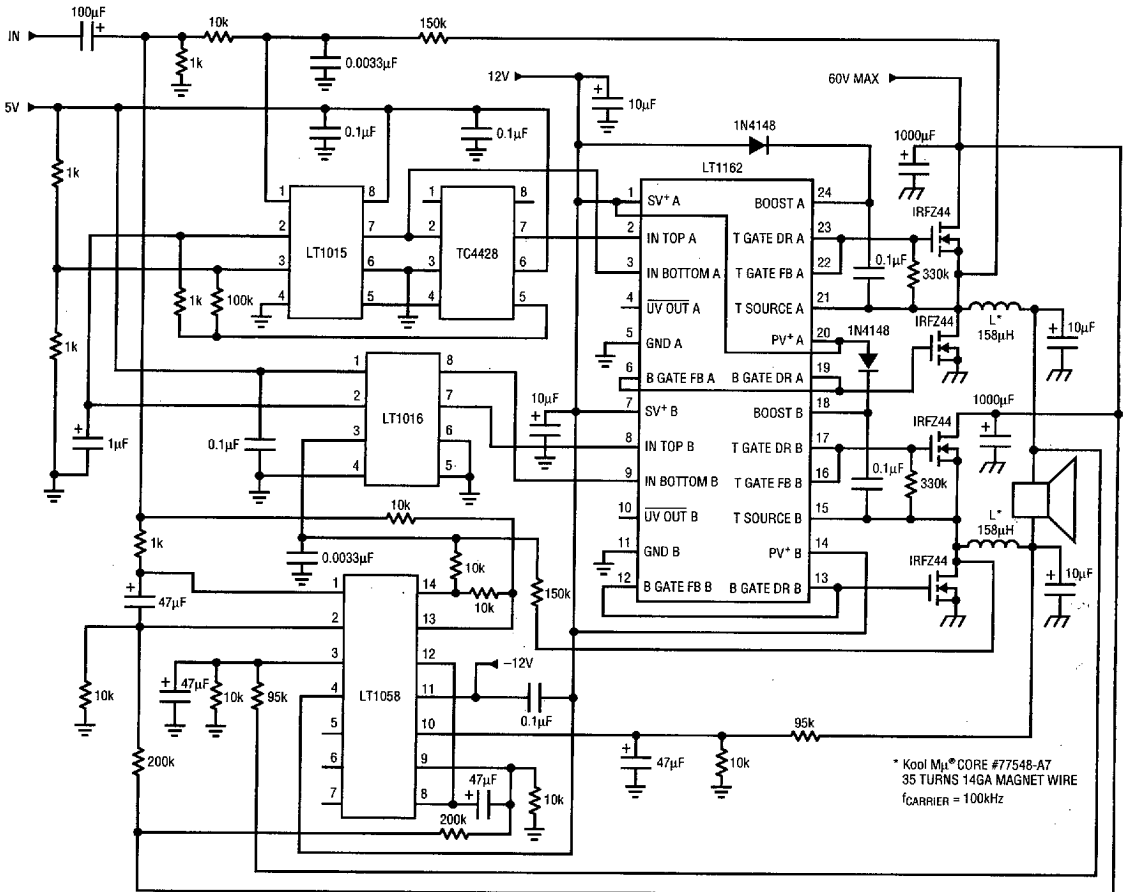 100µF
10k
150k
IN
1k
0.0033µF
12V
60V MAX
10µF
5V
0.1µF
0.1µF
1N4148
1000µF
1k
LT1162
1
8
1
8
1
SV+ A
BOOST A
24
IRFZ44
2
7
2
7
2
IN TOP A
T GATE DR A
23
LT1015
TC4428
0.1µF
330k
3
6
3
6
3
IN BOTTOM A
T GATE FB A
22
1k
100k
4
5
4
5
4
UV OUT A
T SOURCE A
21
L*
158µH
IRFZ44
10µF
1k
5
GND A
PV+ A
20
1N4148
1
8
6
B GATE FB A
B GATE DR A
19
10µF
1000µF
IRFZ44
2
7
7
SV+ B
BOOST B
18
LT1016
1µF
0.1µF
3
6
8
IN TOP B
T GATE DR B
17
0.1µF
330k
4
5
9
IN BOTTOM B
T GATE FB B
16
10k
10
UV OUT B
T SOURCE B
15
L*
158µH
1k
0.0033µF
11
GND B
PV+ B
14
IRFZ44
10µF
10k
12
B GATE FB B
B GATE DR B
13
47µF
1
14
10k
150k
2
13
3
12
–12V
10k
47µF
10k
95k
4
LT1058
11
0.1µF
5
10
95k
200k
6
9
47µF
10k
47µF
10k
7
8
200k
* Kool Mµ® CORE #77548-A7
35 TURNS 14GA MAGNET WIRE
fCARRIER = 100kHz